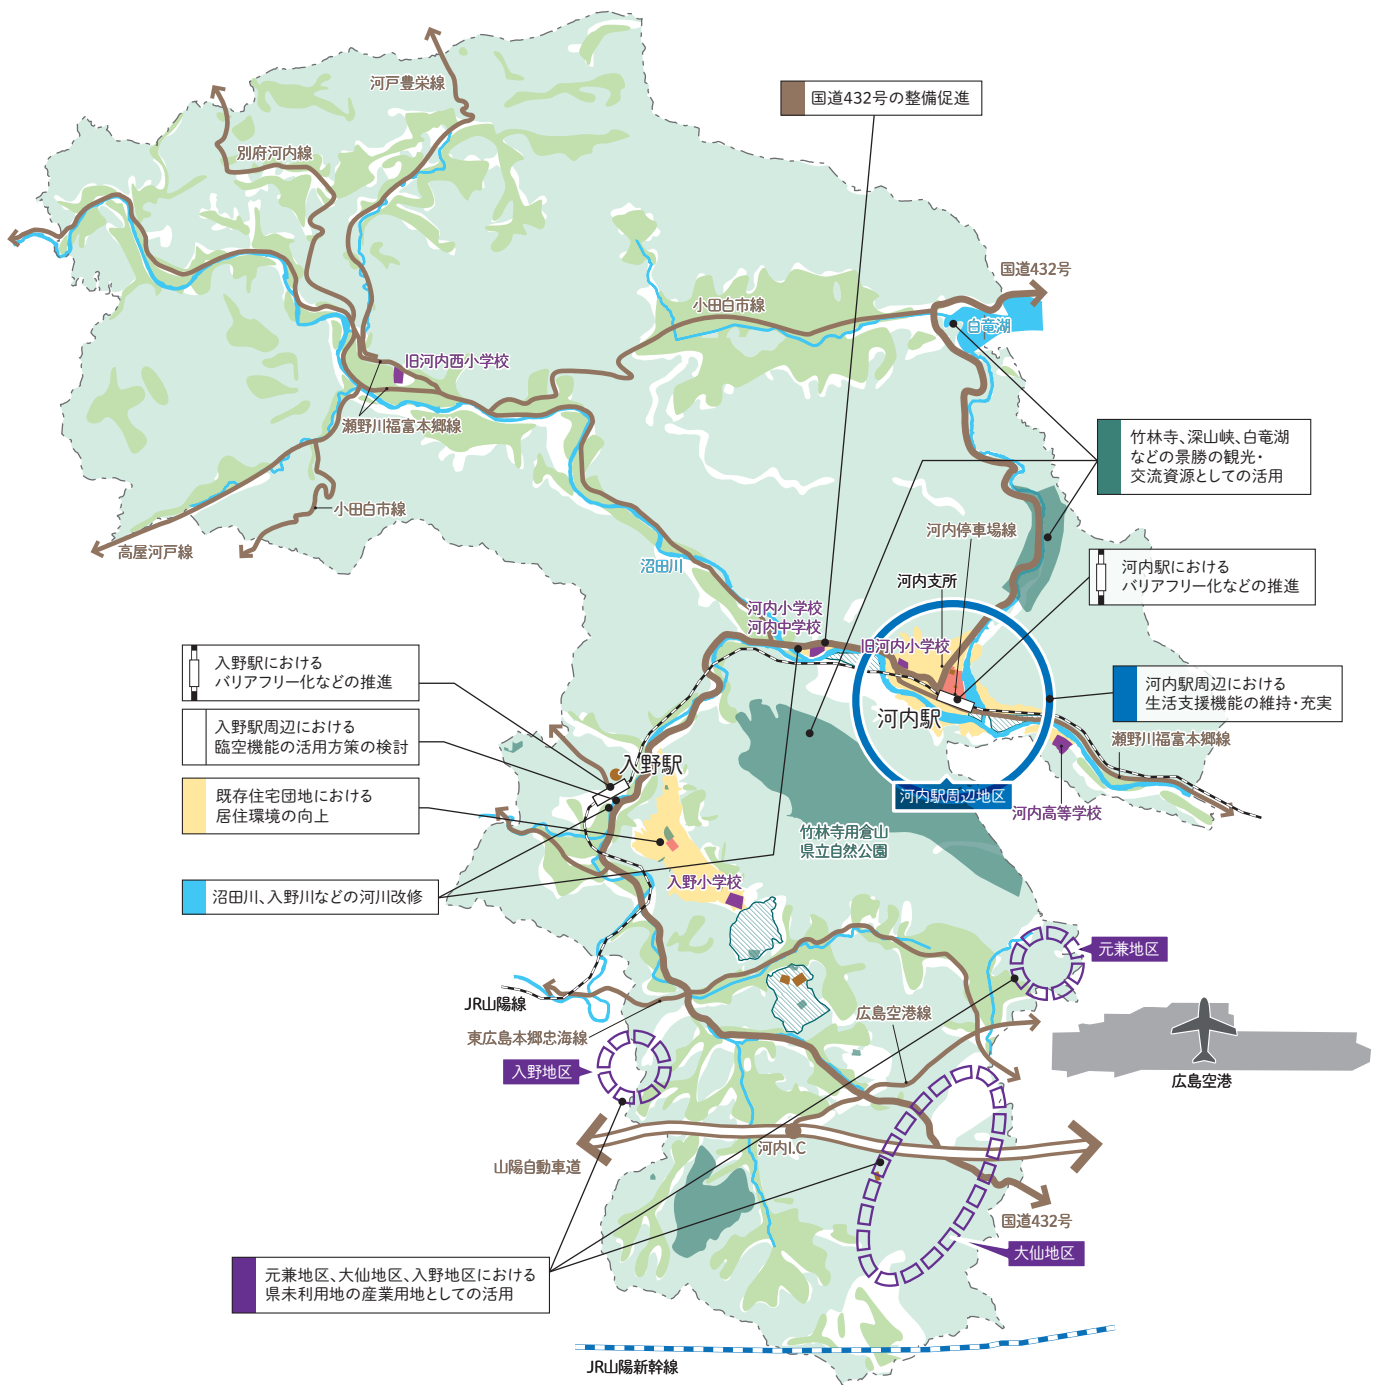 河戸豊栄線
国道432号の整備促進
別府河内線
国道432号
小田白市線
白竜湖
旧河内西小学校
瀬野川福富本郷線
竹林寺、深山峡、白竜湖
などの景勝の観光・
交流資源としての活用
小田白市線
高屋河戸線
河内停車場線
沼田川
河内支所
河内駅における
バリアフリー化などの推進
河内小学校
河内中学校
旧河内小学校
入野駅における
バリアフリー化などの推進
河内駅周辺における
生活支援機能の維持・充実
入野駅周辺における
臨空機能の活用方策の検討
河内駅
瀬野川福富本郷線
入野駅
既存住宅団地における
居住環境の向上
河内駅周辺地区
河内高等学校
竹林寺用倉山
県立自然公園
入野小学校
沼田川、入野川などの河川改修
元兼地区
JR山陽線
広島空港線
東広島本郷忠海線
入野地区
広島空港
河内I.C
山陽自動車道
国道432号
大仙地区
元兼地区、大仙地区、入野地区における
県未利用地の産業用地としての活用
JR山陽新幹線